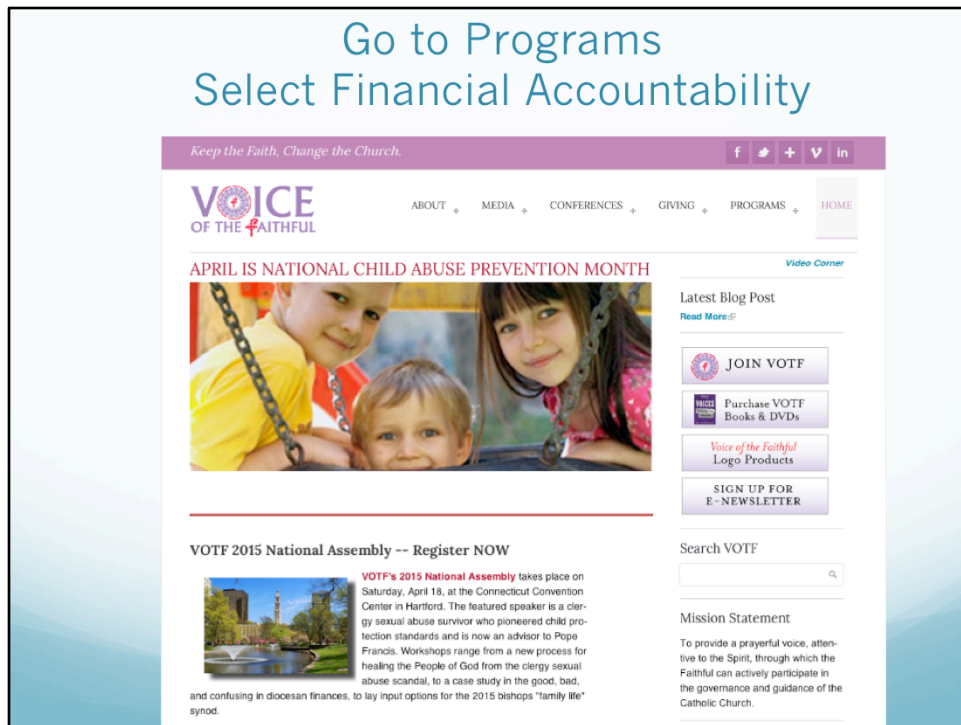 Go to Programs
Select Financial Accountability
Keep the Faith, Change the Church.
f + v in
VOICE
OF THE FAITHFUL
ABOUT + MEDIA + CONFERENCES + GIVING + PROGRAMS + HOME
APRIL IS NATIONAL CHILD ABUSE PREVENTION MONTH
VOTF 2015 National Assembly -- Register NOW
VOTF's 2015 National Assembly takes place on
Saturday, April 18, at the Connecticut Convention
Center in Hartford. The featured speaker is a cler-
gy sexual abuse survivor who pioneered child pro-
tection standards and is now an advisor to Pope
Francis. Workshops range from a new process for
healing the People of God from the clergy sexual
abuse scandal, to a case study in the good, bad,
and confusing in diocesan finances, to lay input options for the 2015 bishops "family life"
synod.
Video Corner
Latest Blog Post
Read More
JOIN VOTF
VOICES
Purchase VOTF
Books & DVDs
Voice of the Faithful
Logo Products
SIGN UP FOR
E-NEWSLETTER
Search VOTF
Mission Statement
To provide a prayerful voice, atten-
tive to the Spirit, through which the
Faithful can actively participate in
the governance and guidance of the
Catholic Church.